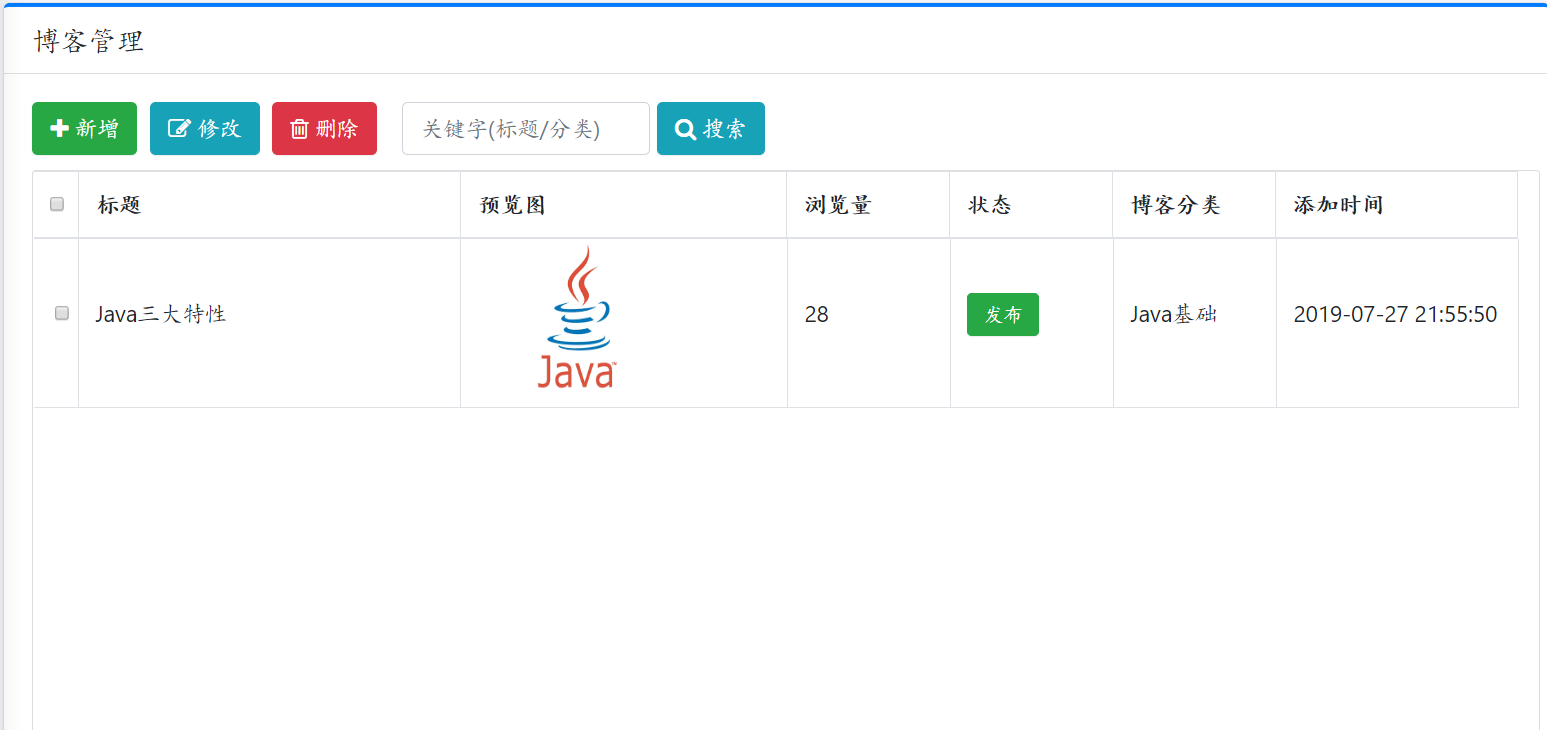 博客管理
新增 修改 删除 关键字(标题/分类) 搜索
标题 预览图 浏览量 状态 博客分类 添加时间
Java三大特性 Java™ 28 发布 Java基础 2019-07-27 21:55:50